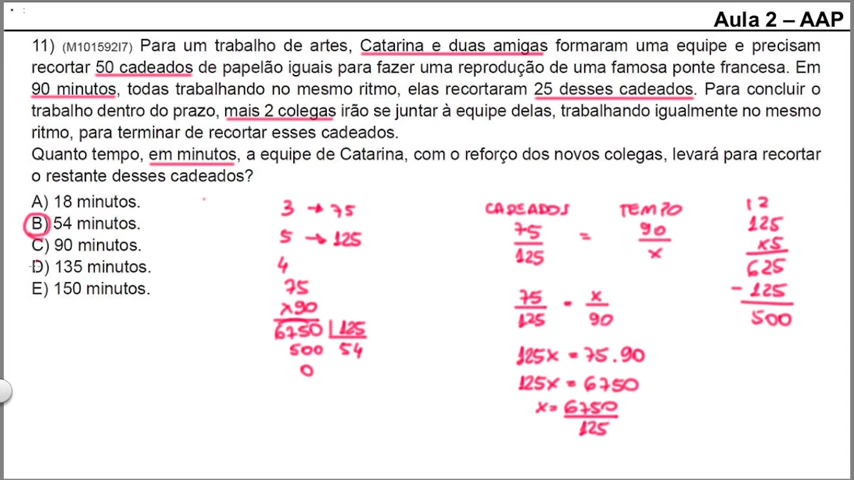 Aula 2 – AAP
11) (M101592I7) Para um trabalho de artes, Catarina e duas amigas formaram uma equipe e precisam
recortar 50 cadeados de papelão iguais para fazer uma reprodução de uma famosa ponte francesa. Em
90 minutos, todas trabalhando no mesmo ritmo, elas recortaram 25 desses cadeados. Para concluir o
trabalho dentro do prazo, mais 2 colegas irão se juntar à equipe delas, trabalhando igualmente no mesmo
ritmo, para terminar de recortar esses cadeados.
Quanto tempo, em minutos, a equipe de Catarina, com o reforço dos novos colegas, levará para recortar
o restante desses cadeados?
A) 18 minutos.
B) 54 minutos.
C) 90 minutos.
D) 135 minutos.
E) 150 minutos.
3 → 75
5 → 125
4
75
x90
6750 125
500 54
0
CADEADOS TEMPO
75 = 90
125 x
75 = x
125 90
125x = 75.90
125x = 6750
x = 6750
125
12
125
x5
625
- 125
500